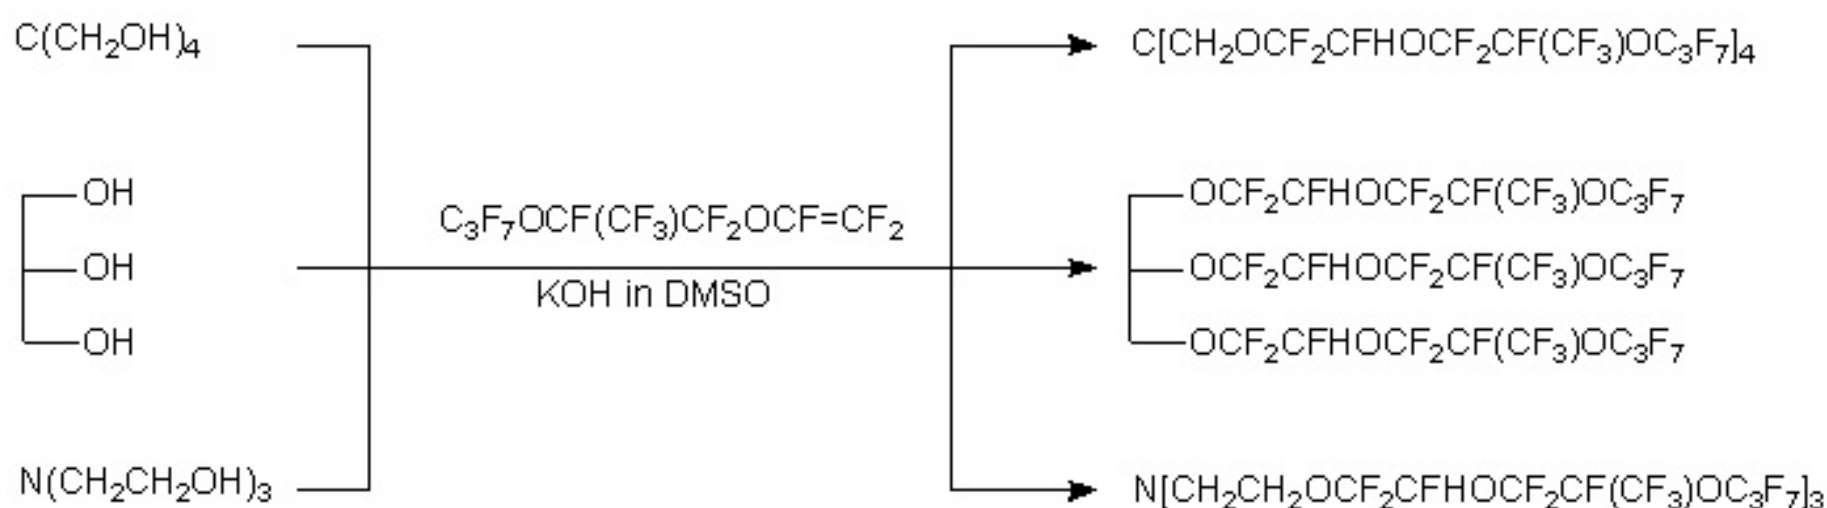 C(CH₂OH)₄
C[CH₂OCF₂CFHOCF₂CF(CF₃)OC₃F₇]₄
OH
OH
OH
C₃F₇OCF(CF₃)CF₂OCF=CF₂
KOH in DMSO
OCF₂CFHOCF₂CF(CF₃)OC₃F₇
OCF₂CFHOCF₂CF(CF₃)OC₃F₇
OCF₂CFHOCF₂CF(CF₃)OC₃F₇
N(CH₂CH₂OH)₃
N[CH₂CH₂OCF₂CFHOCF₂CF(CF₃)OC₃F₇]₃